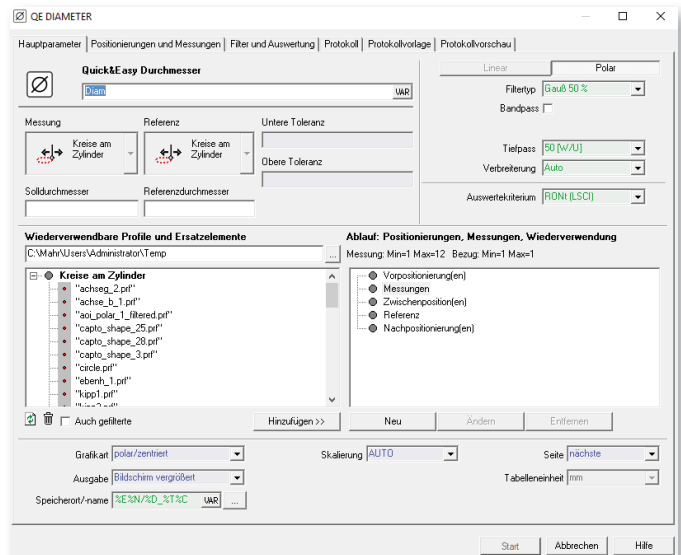 QE DIAMETER
Hauptparameter Positionierungen und Messungen Filter und Auswertung Protokoll Protokollvorlage Protokollvorschau
Quick&Easy Durchmesser
Diam VAR
Linear Polar
Filtertyp Gauß 50 %
Bandpass
Messung Referenz Untere Toleranz
Kreise am Zylinder
Kreise am Zylinder
Obere Toleranz
Tiefpass 50 [W/U]
Verbreiterung Auto
Solldurchmesser Referenzdurchmesser
Auswertekriterium RONt (LSCI)
Wiederverwendbare Profile und Ersatzelemente
C:\Mahr\Users\Administrator\Temp ...
Kreise am Zylinder
"achseg_2.prf"
"achse_b_1.prf"
"aoi_polar_1_filtered.prf"
"capto_shape_25.prf"
"capto_shape_28.prf"
"capto_shape_3.prf"
"circle.prf"
"ebenh_1.prf"
"kipp1.prf"
Auch gefilterte Hinzufügen >>
Ablauf: Positionierungen, Messungen, Wiederverwendung
Messung: Min=1 Max=12 Bezug: Min=1 Max=1
Vorpositionierung(en)
Messungen
Zwischenposition(en)
Referenz
Nachpositionierung(en)
Neu Ändern Entfernen
Grafikart polar/zentriert Skalierung AUTO Seite nächste
Ausgabe Bildschirm vergrößert Tabelleneinheit mm
Speicherort/-name %E%N/%D_%T%C VAR ...
Start Abbrechen Hilfe